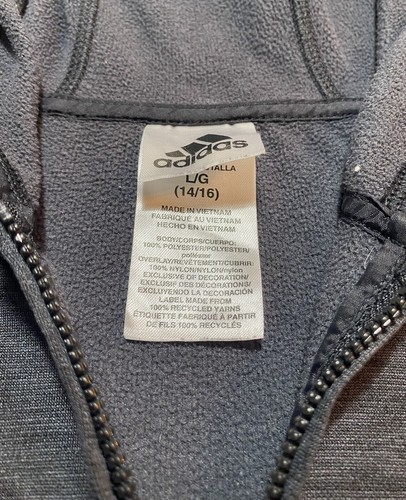 adidas
TALLA
L/G
(14/16)
MADE IN VIETNAM
FABRIQUÉ AU VIETNAM
HECHO EN VIETNAM
BODY/CORPS/CUERPO:
100% POLYESTER/POLYESTER/
poliéster
OVERLAY/REVÊTEMENT/CUBRIR:
100% NYLON/NYLON/nylon
EXCLUSIVE OF DECORATION/
EXCLUSIF DES DÉCORATIONS/
EXCLUYENDO LA DECORACIÓN
LABEL MADE FROM
100% RECYCLED YARNS
ÉTIQUETTE FABRIQUÉ À PARTIR
DE FILS 100% RECYCLÉS